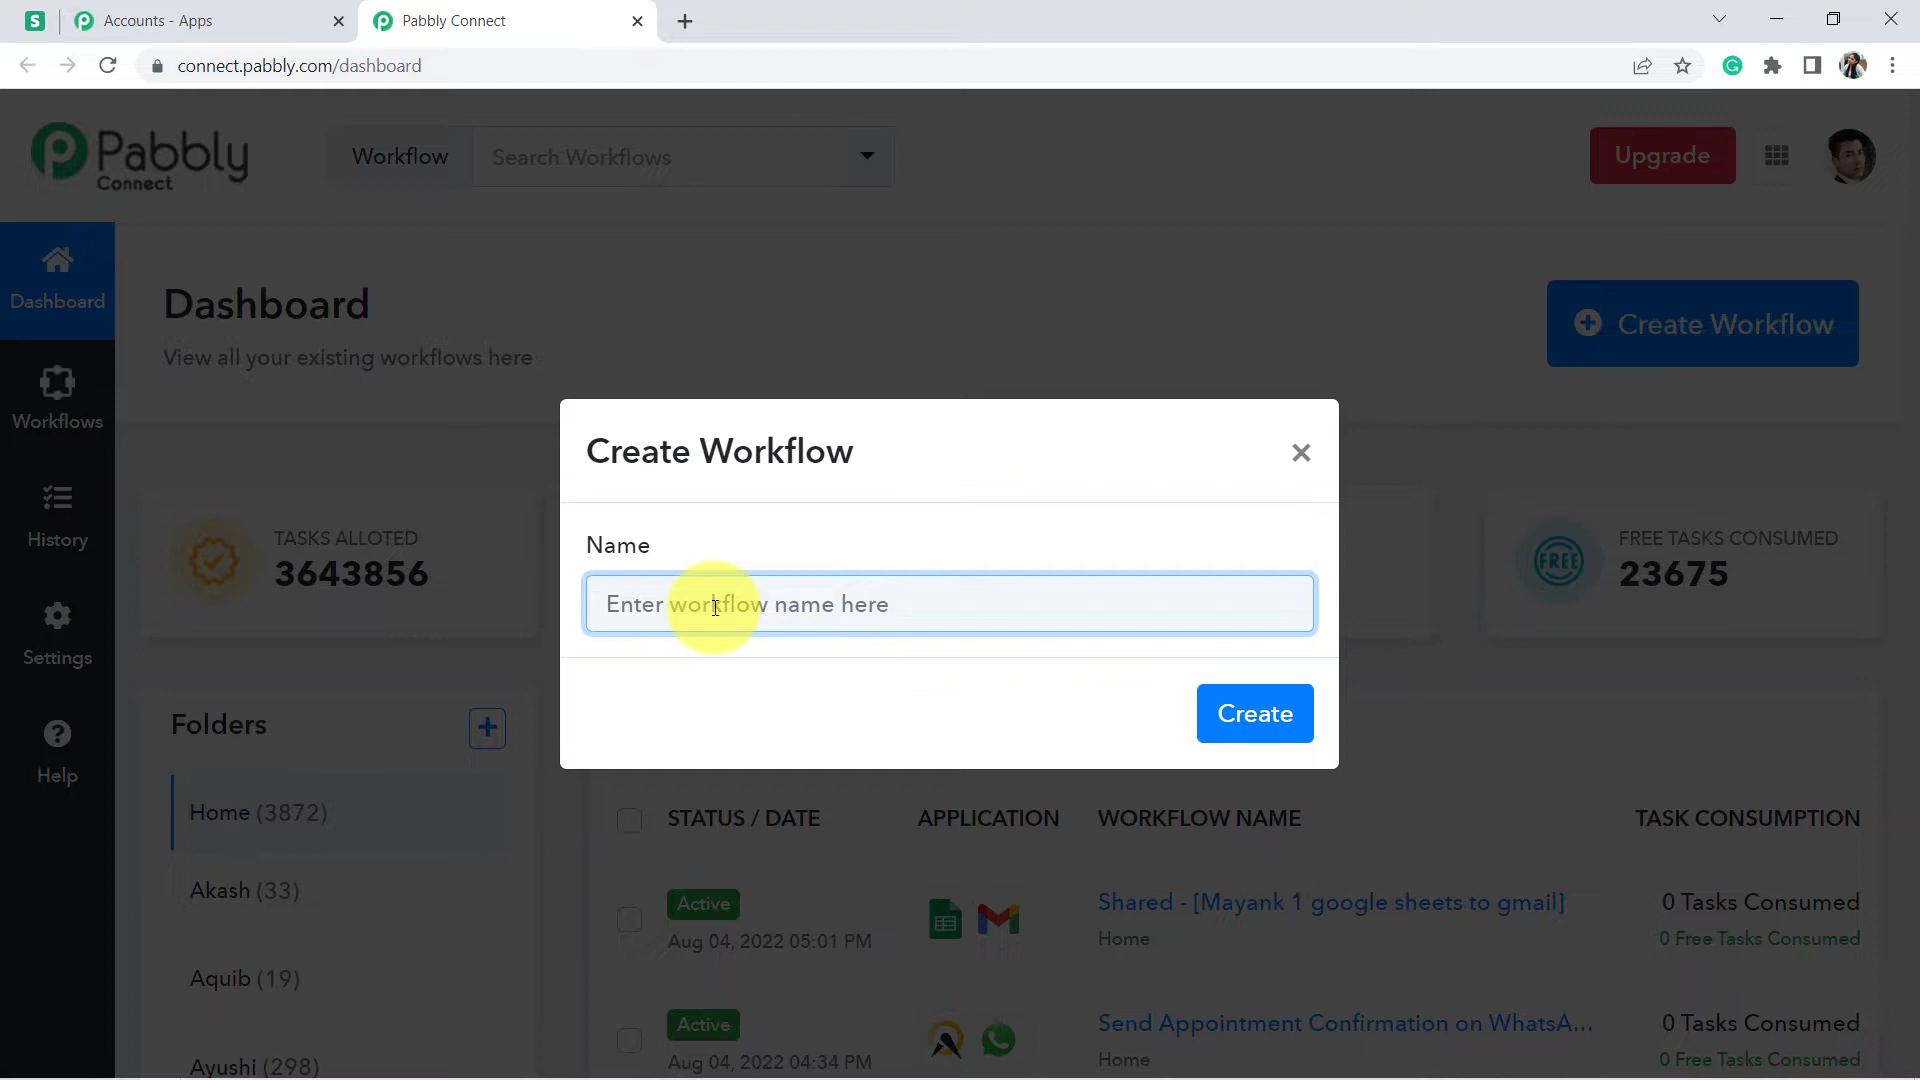 S
Accounts - Apps
Pabbly Connect
connect.pabbly.com/dashboard
Pabbly
Connect
Workflow
Search Workflows
Upgrade
Dashboard
Workflows
History
Settings
Help
Dashboard
View all your existing workflows here
Create Workflow
TASKS ALLOTED
3643856
FREE
FREE TASKS CONSUMED
23675
Create Workflow
Name
Enter workflow name here
Create
Folders
Home (3872)
Akash (33)
Aquib (19)
Ayushi (298)
STATUS / DATE
APPLICATION
WORKFLOW NAME
TASK CONSUMPTION
Active
Aug 04, 2022 05:01 PM
Shared - [Mayank 1 google sheets to gmail]
Home
0 Tasks Consumed
0 Free Tasks Consumed
Active
Aug 04, 2022 04:34 PM
Send Appointment Confirmation on WhatsA...
Home
0 Tasks Consumed
0 Free Tasks Consumed